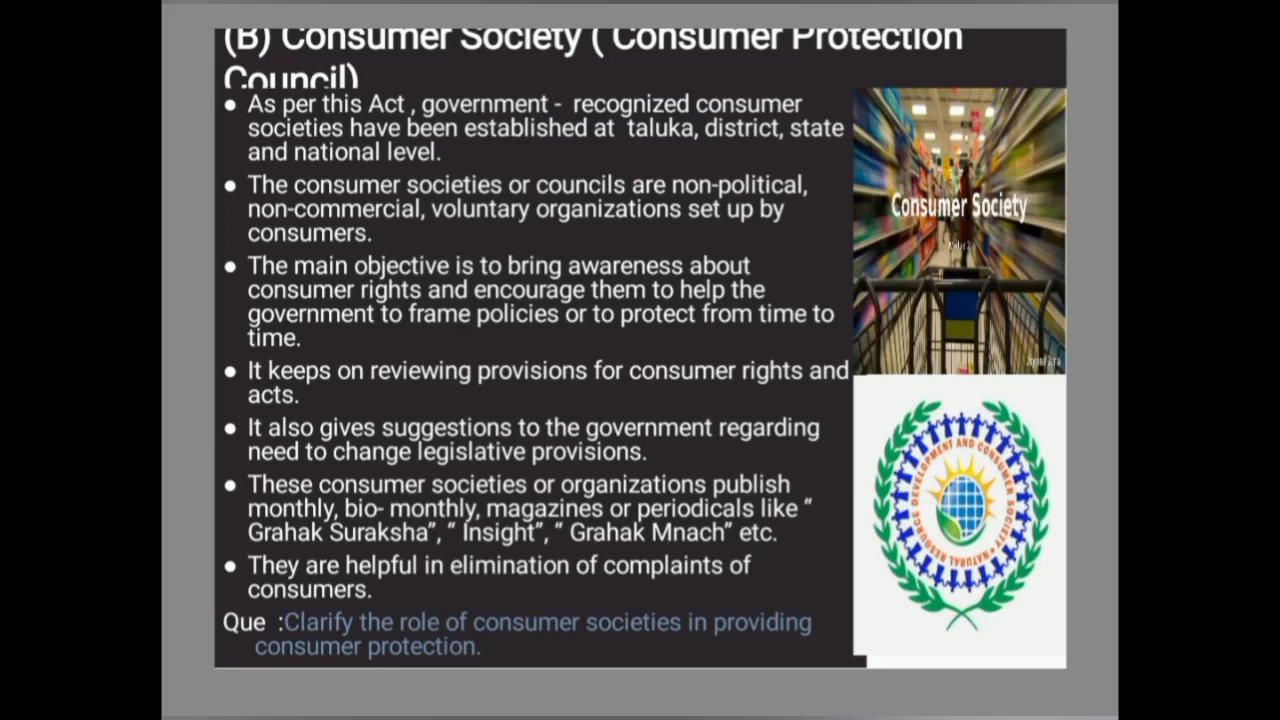 (B) Consumer Society ( Consumer Protection
Council)
● As per this Act , government - recognized consumer
societies have been established at taluka, district, state
and national level.
● The consumer societies or councils are non-political,
non-commercial, voluntary organizations set up by
consumers.
● The main objective is to bring awareness about
consumer rights and encourage them to help the
government to frame policies or to protect from time to
time.
● It keeps on reviewing provisions for consumer rights and
acts.
● It also gives suggestions to the government regarding
need to change legislative provisions.
● These consumer societies or organizations publish
monthly, bio- monthly, magazines or periodicals like “
Grahak Suraksha”, “ Insight”, “ Grahak Mnach” etc.
● They are helpful in elimination of complaints of
consumers.
Que :Clarify the role of consumer societies in providing
consumer protection.
Consumer Society
NATURAL RESOURCE DEVELOPMENT AND CONSUMER SOCIETY